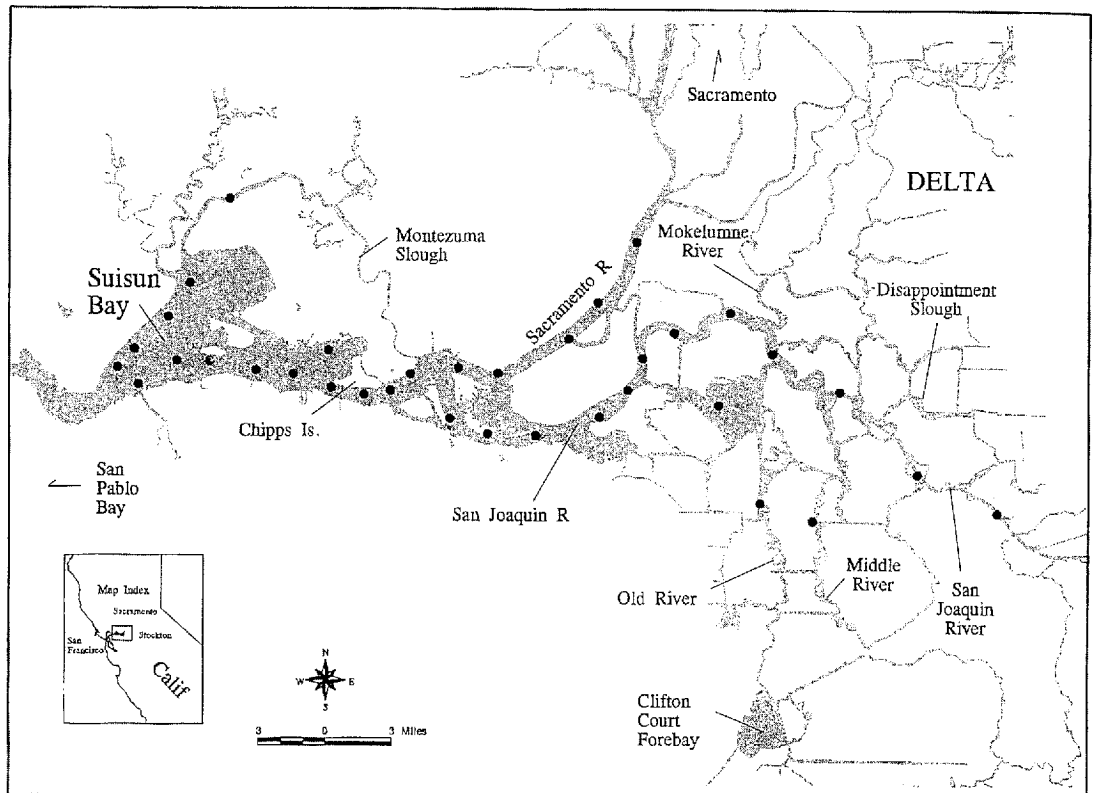 Sacramento
DELTA
Mokelumne
River
Montezuma
Slough
Suisun
Bay
Sacramento R
Disappointment
Slough
Chipps Is.
San
Pablo
Bay
San Joaquin R
Old River
Middle
River
San
Joaquin
River
Map Index
Sacramento
San
Francisco
Stockton
Calif
N
W
E
S
3
0
3 Miles
Clifton
Court
Forebay